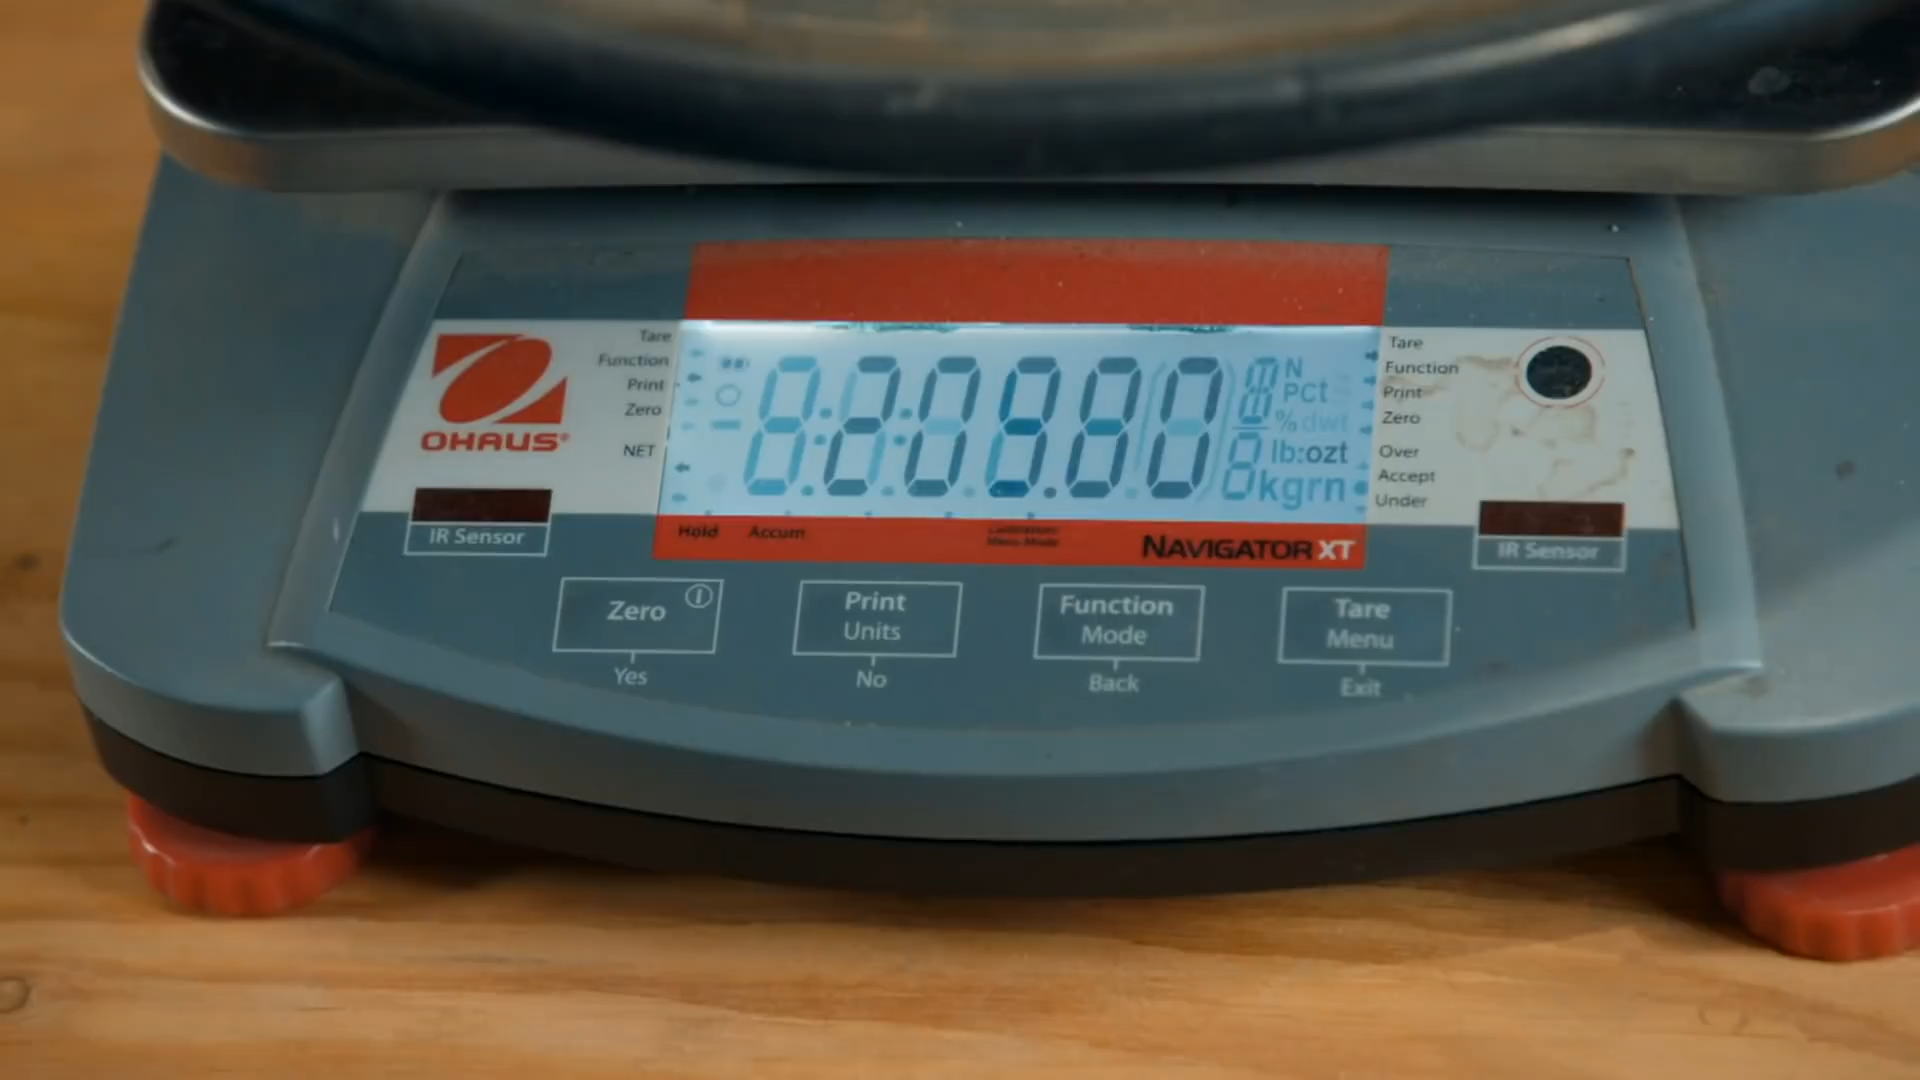 OHAUS®
Tare
Function
Print
Zero
NET
N
Pct
% dwt
lb:ozt
kgrn
Tare
Function
Print
Zero
Over
Accept
Under
IR Sensor
IR Sensor
Hold Accum
NAVIGATOR XT
Zero
Yes
Print
Units
No
Function
Mode
Back
Tare
Menu
Exit